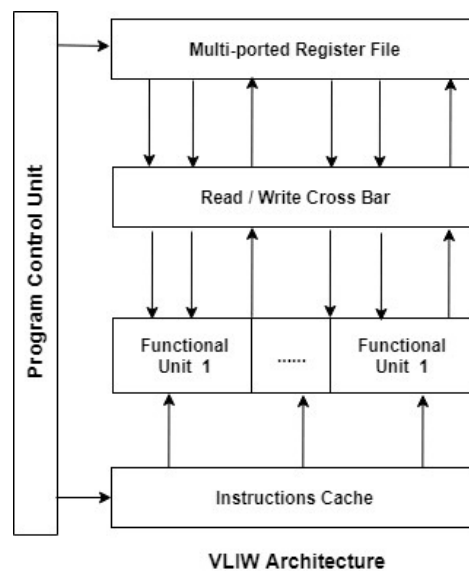 Program Control Unit
Multi-ported Register File
Read / Write Cross Bar
Functional
Unit 1
......
Functional
Unit 1
Instructions Cache
VLIW Architecture